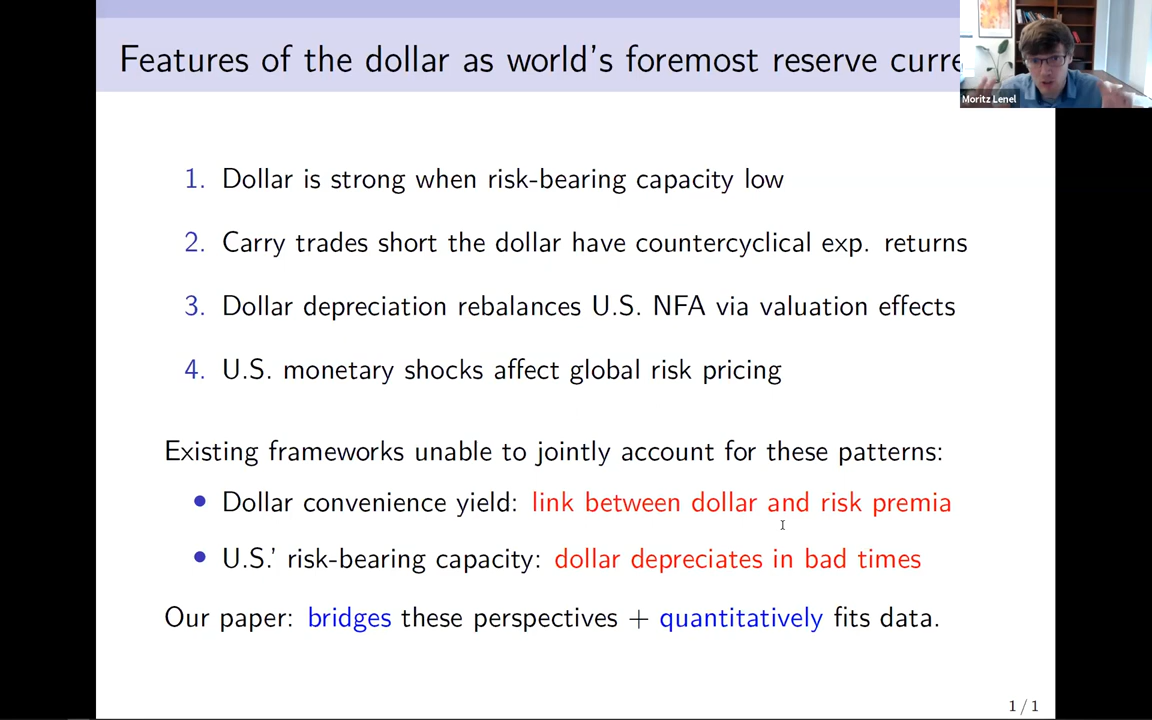 Features of the dollar as world's foremost reserve curre
Moritz Lenel
1. Dollar is strong when risk-bearing capacity low
2. Carry trades short the dollar have countercyclical exp. returns
3. Dollar depreciation rebalances U.S. NFA via valuation effects
4. U.S. monetary shocks affect global risk pricing
Existing frameworks unable to jointly account for these patterns:
• Dollar convenience yield: link between dollar and risk premia
• U.S.' risk-bearing capacity: dollar depreciates in bad times
Our paper: bridges these perspectives + quantitatively fits data.
1 / 1